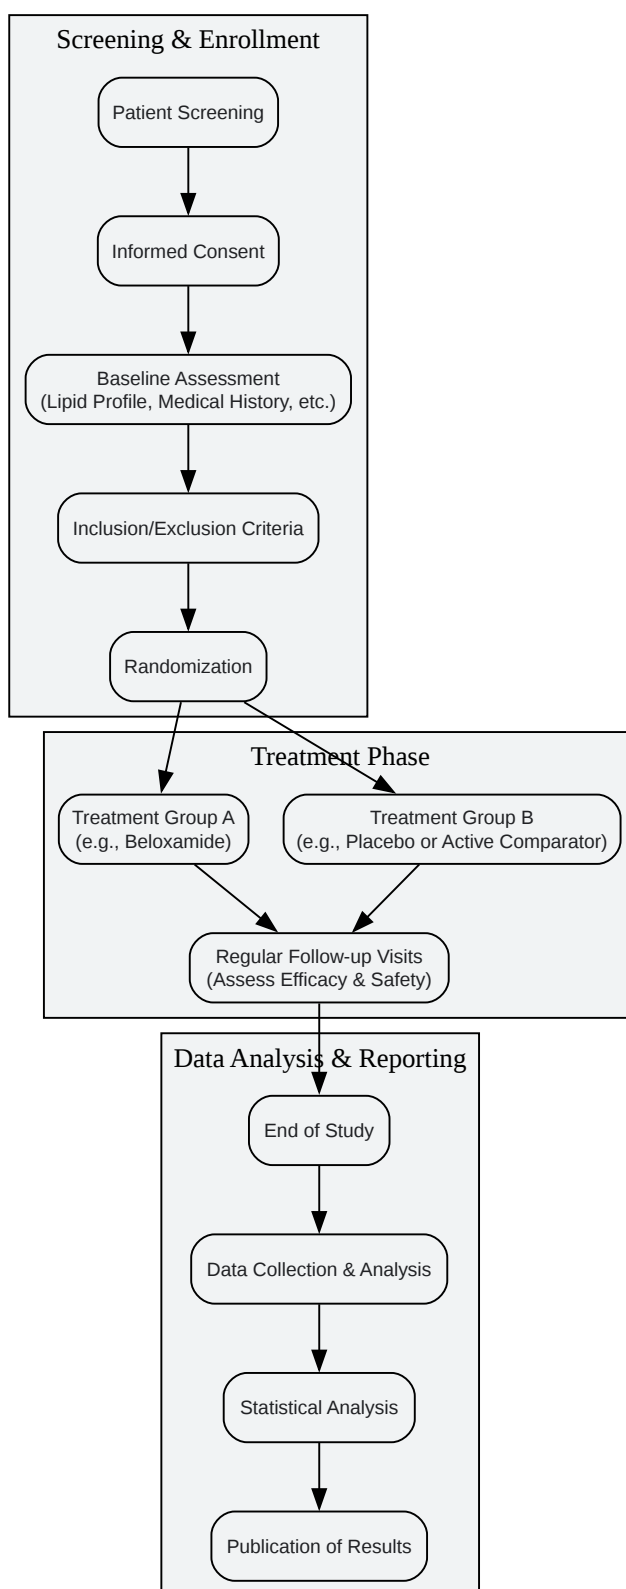 Screening & Enrollment
Patient Screening
Informed Consent
Baseline Assessment
(Lipid Profile, Medical History, etc.)
Inclusion/Exclusion Criteria
Randomization
Treatment Phase
Treatment Group A
(e.g., Beloxamide)
Treatment Group B
(e.g., Placebo or Active Comparator)
Regular Follow-up Visits
(Assess Efficacy & Safety)
Data Analysis & Reporting
End of Study
Data Collection & Analysis
Statistical Analysis
Publication of Results